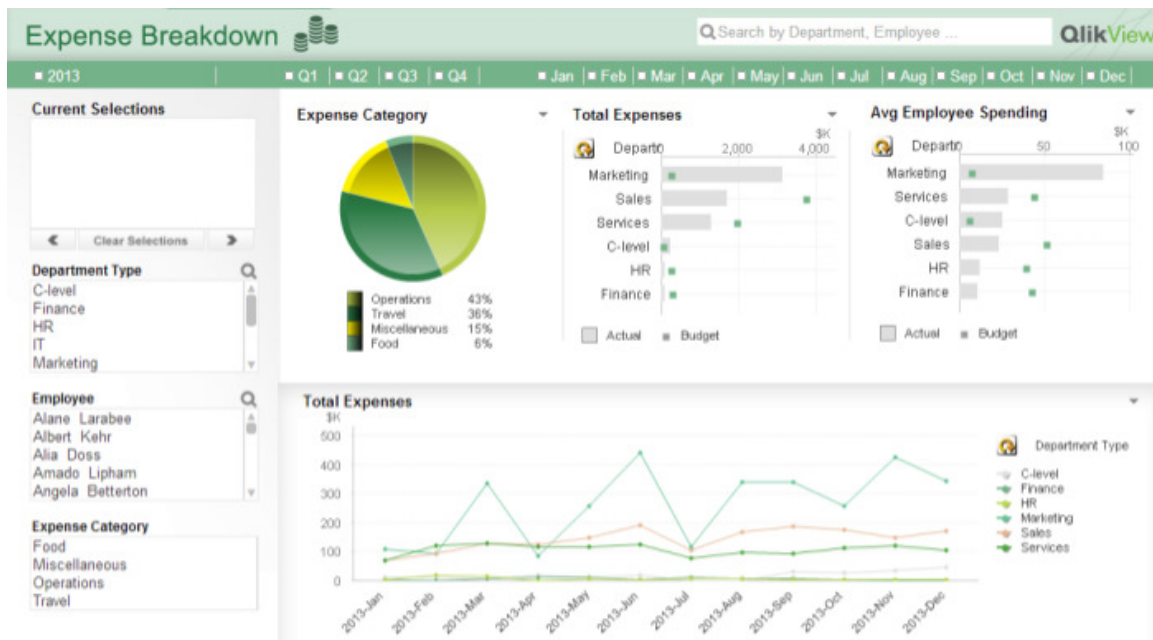 Expense Breakdown
Search by Department, Employee ...
QlikView
2013
Q1 Q2 Q3 Q4
Jan Feb Mar Apr May Jun Jul Aug Sep Oct Nov Dec
Current Selections
Clear Selections
Department Type
C-level
Finance
HR
IT
Marketing
Employee
Alane Larabee
Albert Kehr
Alia Doss
Amado Lipham
Angela Betterton
Expense Category
Food
Miscellaneous
Operations
Travel
Expense Category
Operations 43%
Travel 36%
Miscellaneous 15%
Food 6%
Total Expenses
$K
Departm 0 2,000 4,000
Marketing
Sales
Services
C-level
HR
Finance
Actual Budget
Avg Employee Spending
$K
Departm 0 50 100
Marketing
Services
C-level
Sales
HR
Finance
Actual Budget
Total Expenses
$K
500
400
300
200
100
0
2013-Jan 2013-Feb 2013-Mar 2013-Apr 2013-May 2013-Jun 2013-Jul 2013-Aug 2013-Sep 2013-Oct 2013-Nov 2013-Dec
Department Type
C-level
Finance
HR
Marketing
Sales
Services